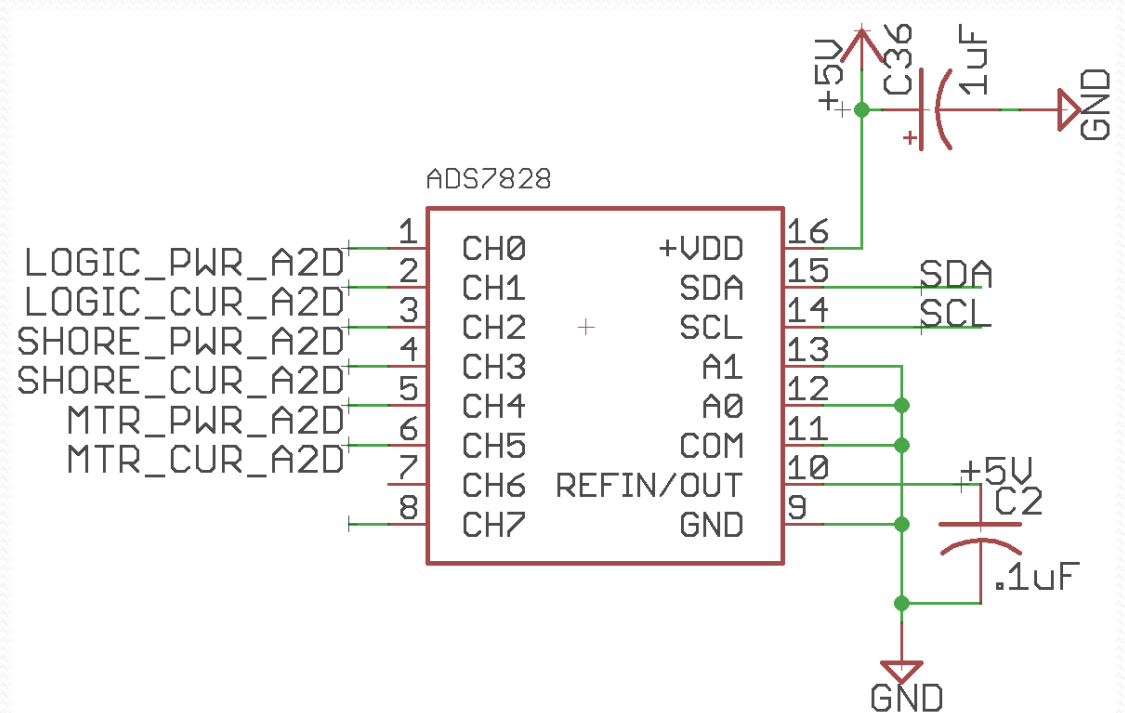 +5V
C36
1uF
GND
ADS7828
1 CH0 +VDD 16
LOGIC_PWR_A2D
2 CH1 SDA 15 SDA
LOGIC_CUR_A2D
3 CH2 SCL 14 SCL
SHORE_PWR_A2D
4 CH3 A1 13
SHORE_CUR_A2D
5 CH4 A0 12
MTR_PWR_A2D
6 CH5 COM 11
MTR_CUR_A2D
7 CH6 REFIN/OUT 10 +5V
C2
8 CH7 GND 9
.1uF
+
GND